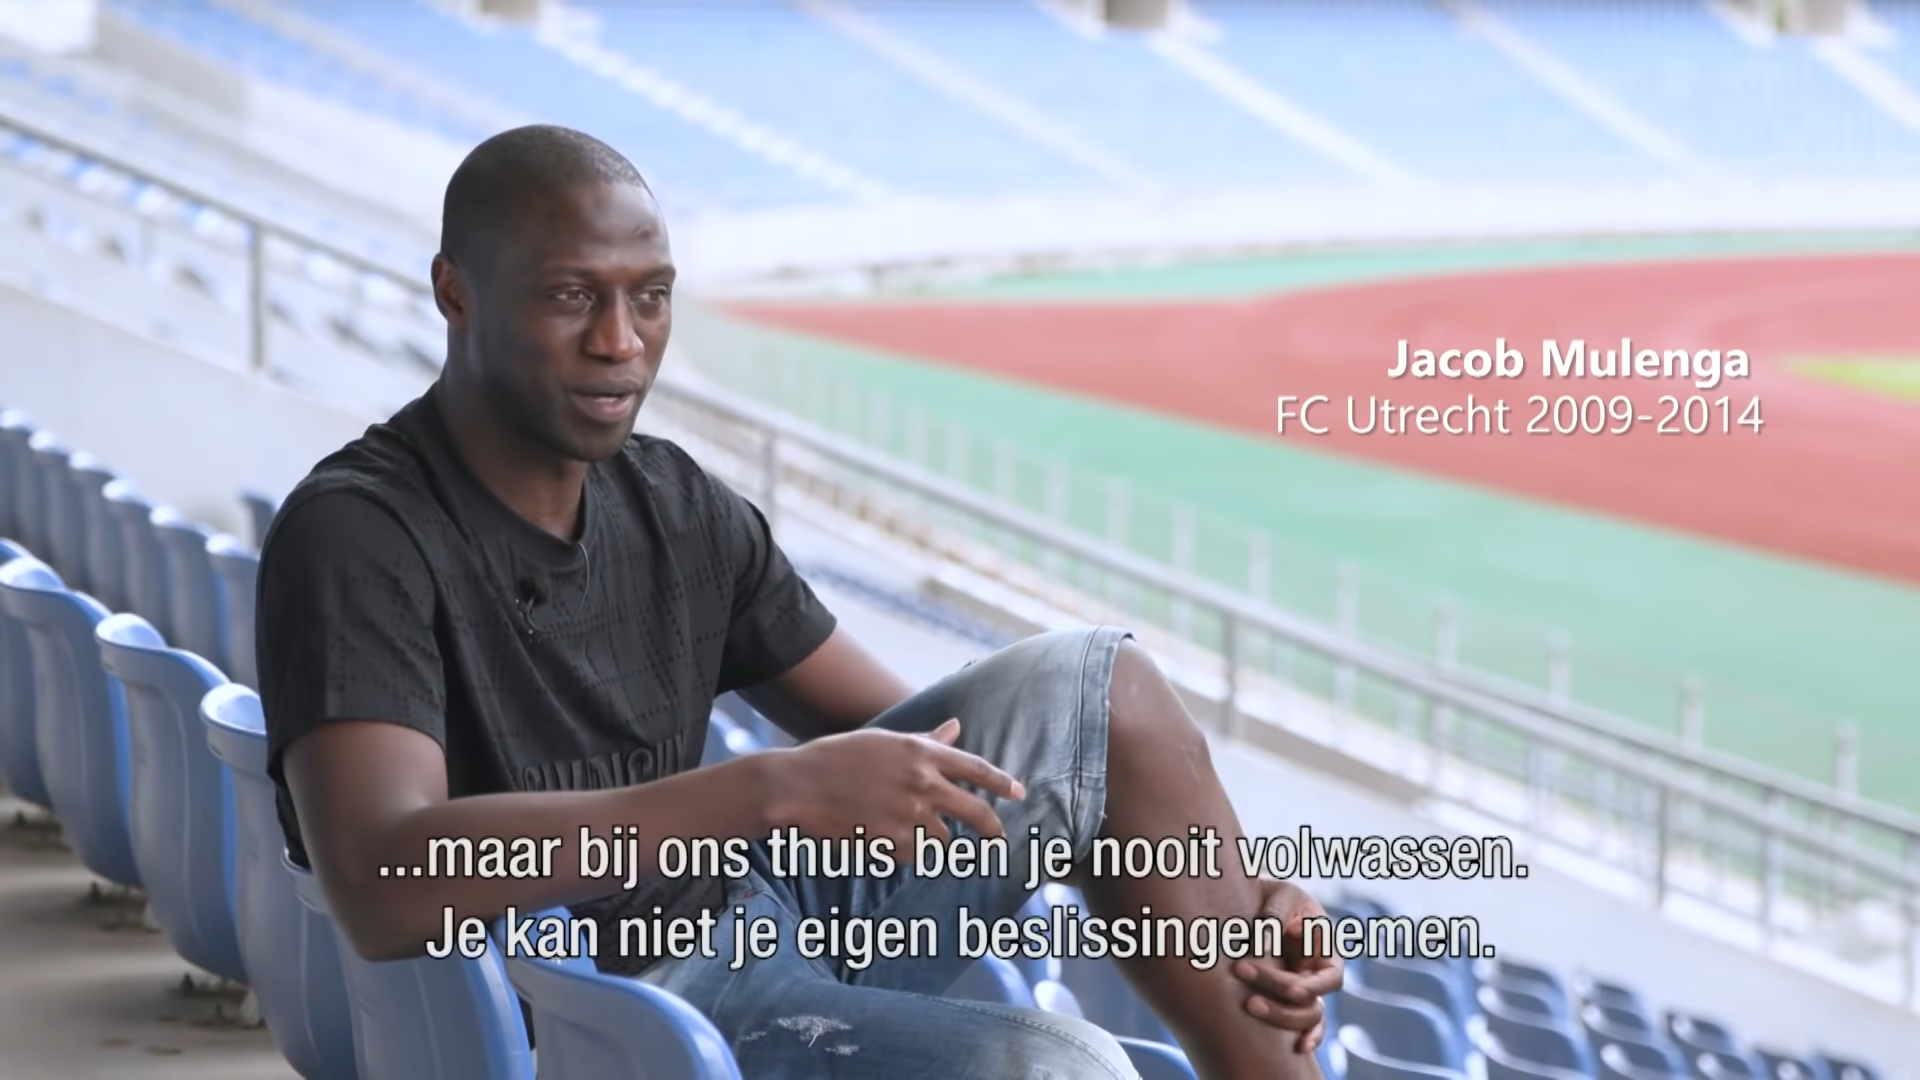 Jacob Mulenga
FC Utrecht 2009-2014
...maar bij ons thuis ben je nooit volwassen.
Je kan niet je eigen beslissingen nemen.